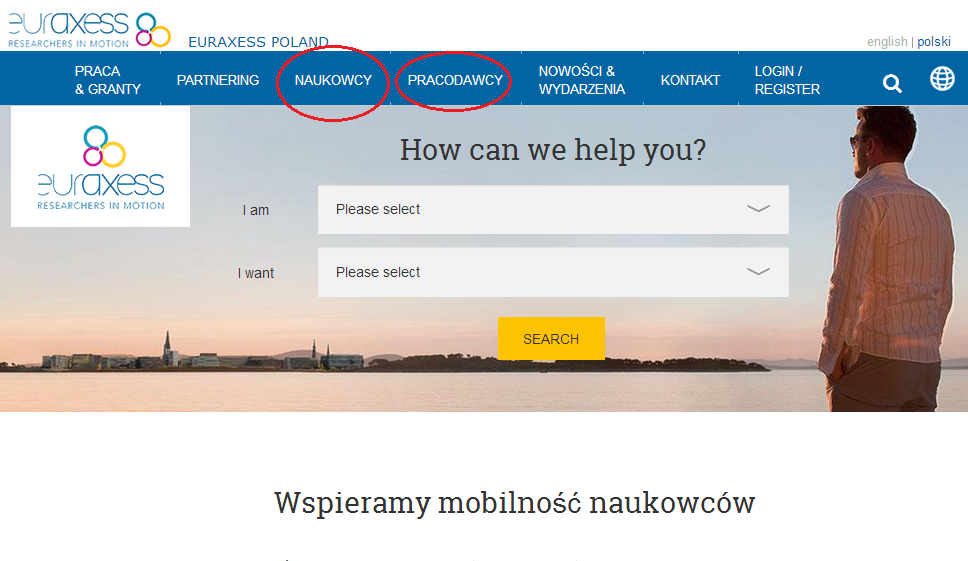 euraxess
RESEARCHERS IN MOTION
EURAXESS POLAND
english | polski
PRACA
& GRANTY
PARTNERING
NAUKOWCY
PRACODAWCY
NOWOŚCI &
WYDARZENIA
KONTAKT
LOGIN /
REGISTER
euraxess
RESEARCHERS IN MOTION
How can we help you?
I am
Please select
I want
Please select
SEARCH
Wspieramy mobilność naukowców